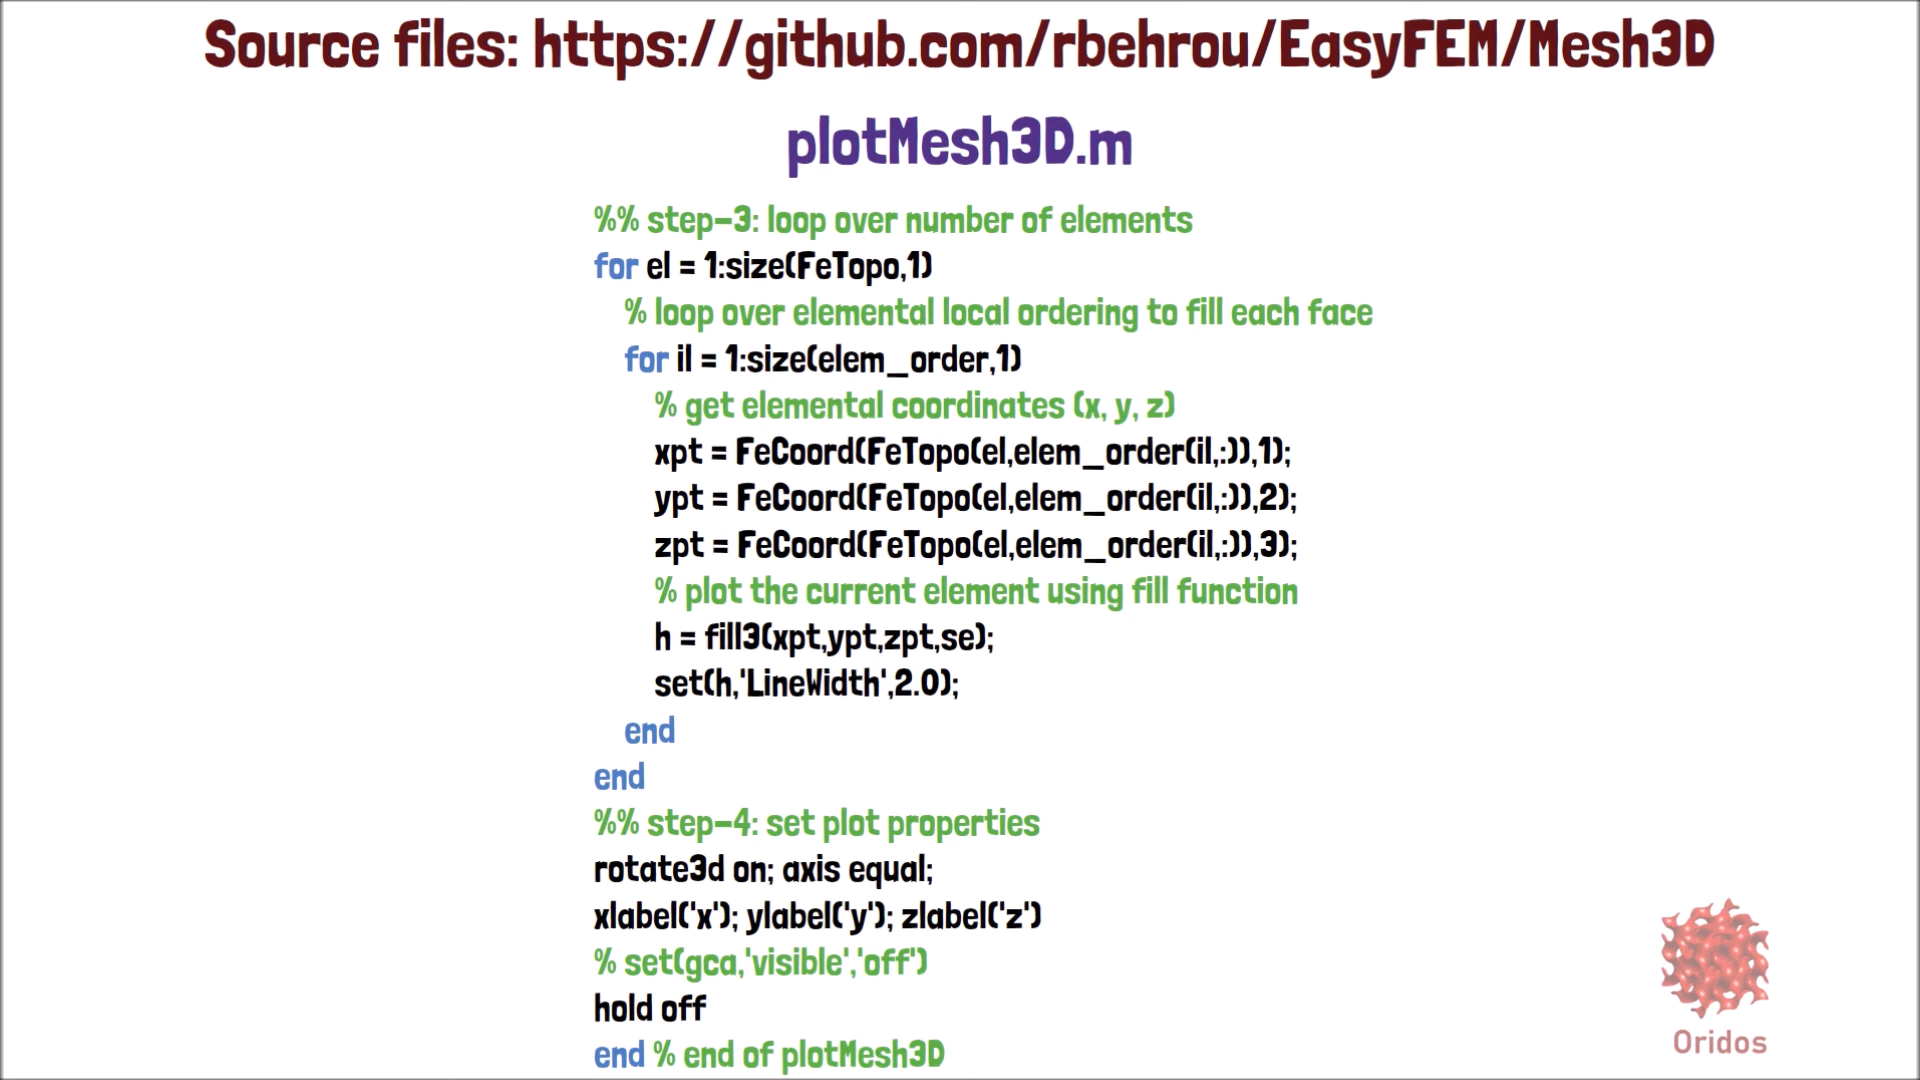 Source files: https://github.com/rbehrou/EasyFEM/Mesh3D
plotMesh3D.m
%% step-3: loop over number of elements
for el = 1:size(FeTopo,1)
% loop over elemental local ordering to fill each face
for il = 1:size(elem_order,1)
% get elemental coordinates (x, y, z)
xpt = FeCoord(FeTopo(el,elem_order(il,:)),1);
ypt = FeCoord(FeTopo(el,elem_order(il,:)),2);
zpt = FeCoord(FeTopo(el,elem_order(il,:)),3);
% plot the current element using fill function
h = fill3(xpt,ypt,zpt,se);
set(h,'LineWidth',2.0);
end
end
%% step-4: set plot properties
rotate3d on; axis equal;
xlabel('x'); ylabel('y'); zlabel('z')
% set(gca,'visible','off')
hold off
end % end of plotMesh3D
Oridos